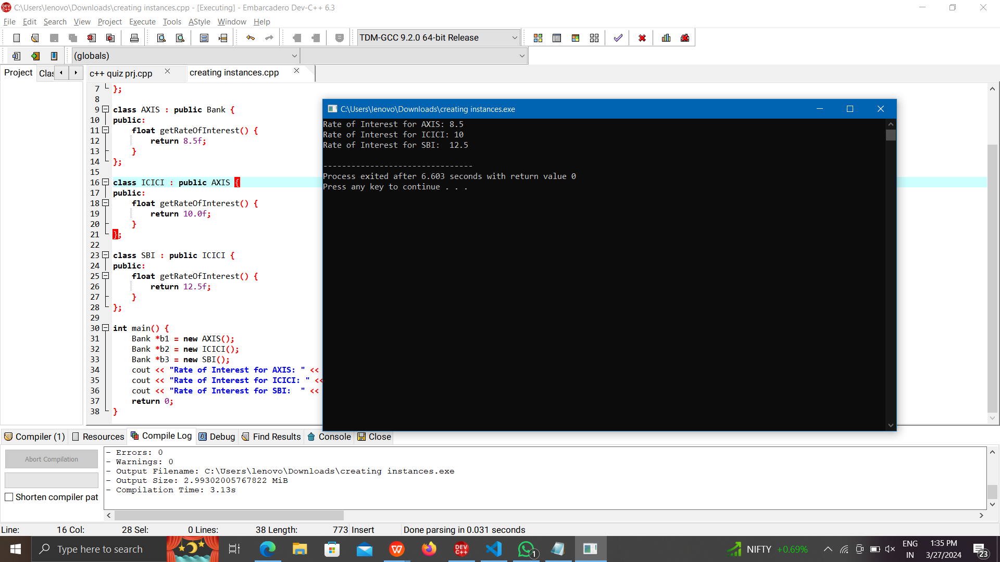 C:\Users\lenovo\Downloads\creating instances.cpp - [Executing] - Embarcadero Dev-C++ 6.3
File Edit Search View Project Execute Tools AStyle Window Help
TDM-GCC 9.2.0 64-bit Release
(globals)
Project Clas c++ quiz prj.cpp creating instances.cpp
7 };
8
9 class AXIS : public Bank {
10 public:
11 float getRateOfInterest() {
12 return 8.5f;
13 }
14 };
15
16 class ICICI : public AXIS {
17 public:
18 float getRateOfInterest() {
19 return 10.0f;
20 }
21 };
22
23 class SBI : public ICICI {
24 public:
25 float getRateOfInterest() {
26 return 12.5f;
27 }
28 };
29
30 int main() {
31 Bank *b1 = new AXIS();
32 Bank *b2 = new ICICI();
33 Bank *b3 = new SBI();
34 cout << "Rate of Interest for AXIS: " <<
35 cout << "Rate of Interest for ICICI: " <<
36 cout << "Rate of Interest for SBI:  " <<
37 return 0;
38 }
C:\Users\lenovo\Downloads\creating instances.exe
Rate of Interest for AXIS: 8.5
Rate of Interest for ICICI: 10
Rate of Interest for SBI:  12.5
--------------------------------
Process exited after 6.603 seconds with return value 0
Press any key to continue . . .
Compiler (1) Resources Compile Log Debug Find Results Console Close
Abort Compilation
Shorten compiler pat
- Errors: 0
- Warnings: 0
- Output Filename: C:\Users\lenovo\Downloads\creating instances.exe
- Output Size: 2.99302005767822 MiB
- Compilation Time: 3.13s
Line: 16 Col: 28 Sel: 0 Lines: 38 Length: 773 Insert Done parsing in 0.031 seconds
Type here to search
DEV C++
1
NIFTY +0.69%
ENG
IN
1:35 PM
3/27/2024
23